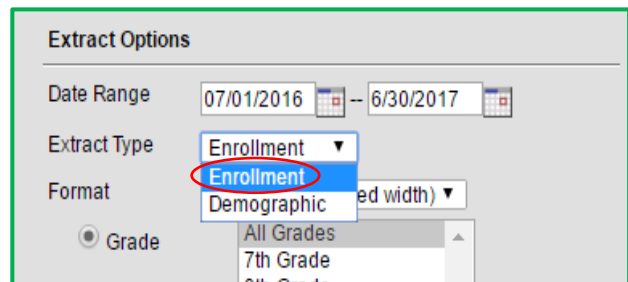 Extract Options
Date Range 07/01/2016 -- 6/30/2017
Extract Type Enrollment
Enrollment
Format ed width)
Demographic
Grade All Grades
7th Grade